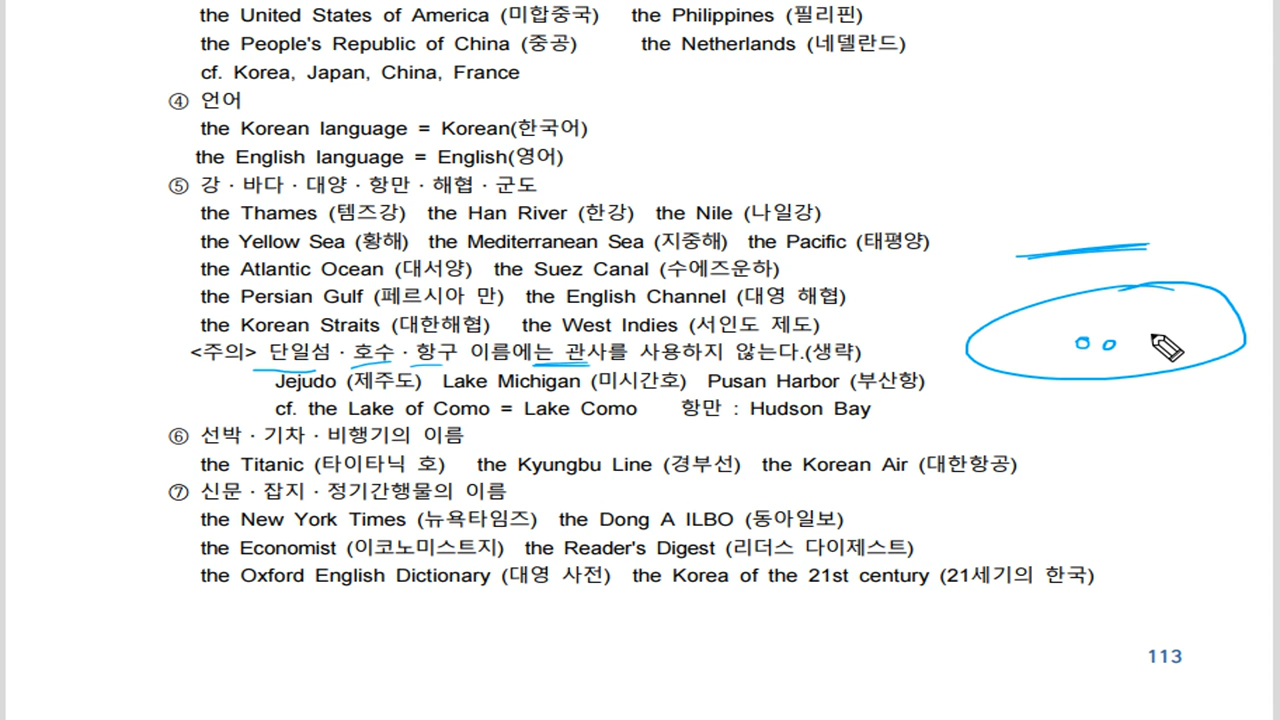 the United States of America (미합중국) the Philippines (필리핀)
the People's Republic of China (중공) the Netherlands (네델란드)
cf. Korea, Japan, China, France
④ 언어
the Korean language = Korean(한국어)
the English language = English(영어)
⑤ 강 · 바다 · 대양 · 항만 · 해협 · 군도
the Thames (템즈강) the Han River (한강) the Nile (나일강)
the Yellow Sea (황해) the Mediterranean Sea (지중해) the Pacific (태평양)
the Atlantic Ocean (대서양) the Suez Canal (수에즈운하)
the Persian Gulf (페르시아 만) the English Channel (대영 해협)
the Korean Straits (대한해협) the West Indies (서인도 제도)
<주의> 단일섬 · 호수 · 항구 이름에는 관사를 사용하지 않는다.(생략)
Jejudo (제주도) Lake Michigan (미시간호) Pusan Harbor (부산항)
cf. the Lake of Como = Lake Como 항만 : Hudson Bay
⑥ 선박 · 기차 · 비행기의 이름
the Titanic (타이타닉 호) the Kyungbu Line (경부선) the Korean Air (대한항공)
⑦ 신문 · 잡지 · 정기간행물의 이름
the New York Times (뉴욕타임즈) the Dong A ILBO (동아일보)
the Economist (이코노미스트지) the Reader's Digest (리더스 다이제스트)
the Oxford English Dictionary (대영 사전) the Korea of the 21st century (21세기의 한국)
113